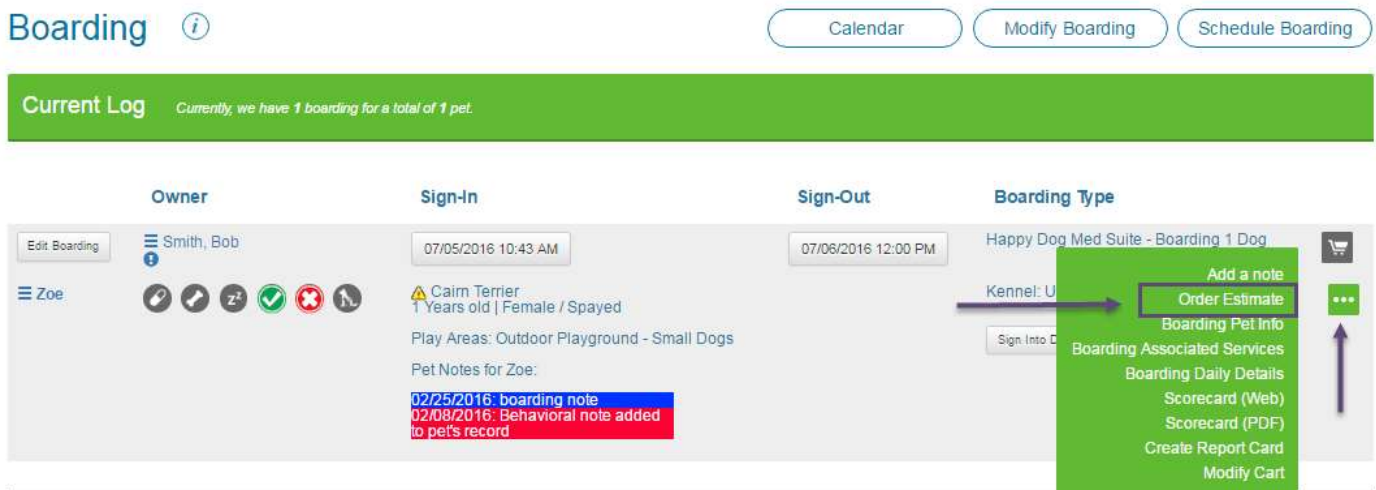 Boarding i
Calendar
Modify Boarding
Schedule Boarding
Current Log Currently, we have 1 boarding for a total of 1 pet.
Owner
Sign-In
Sign-Out
Boarding Type
Edit Boarding
Smith, Bob
07/05/2016 10:43 AM
07/06/2016 12:00 PM
Happy Dog Med Suite - Boarding 1 Dog
Zoe
zz
Cairn Terrier
1 Years old | Female / Spayed
Play Areas: Outdoor Playground - Small Dogs
Pet Notes for Zoe:
02/25/2016: boarding note
02/08/2016: Behavioral note added
to pet's record
Kennel: U
Sign Into D
Add a note
Order Estimate
Boarding Pet Info
Boarding Associated Services
Boarding Daily Details
Scorecard (Web)
Scorecard (PDF)
Create Report Card
Modify Cart